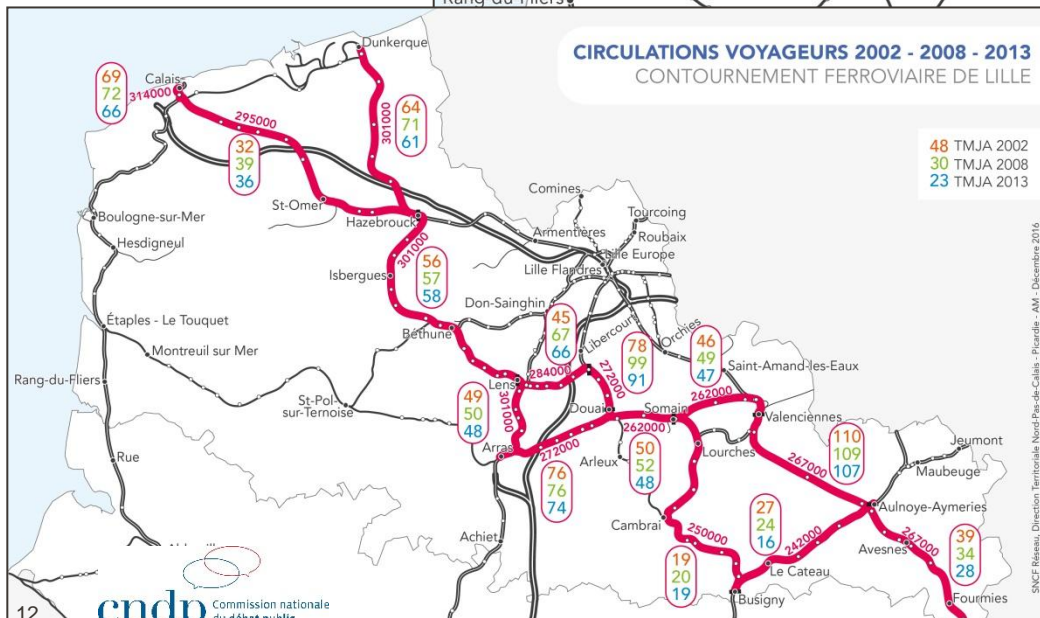 Rang-du-Fliers
CIRCULATIONS VOYAGEURS 2002 - 2008 - 2013
CONTOURNEMENT FERROVIAIRE DE LILLE
48 TMJA 2002
30 TMJA 2008
23 TMJA 2013
Dunkerque
Calais
69
72
66
314000
295000
32
39
36
301000
64
71
61
St-Omer
Hazebrouck
Boulogne-sur-Mer
Hesdigneul
Comines
Tourcoing
Roubaix
Armentières
Lille Europe
Lille Flandres
301000
Isbergues
56
57
58
Don-Sainghin
Béthune
Étaples - Le Touquet
Montreuil sur Mer
Rang-du-Fliers
St-Pol-
sur-Ternoise
45
67
66
Libercourt
78
99
91
Orchies
46
49
47
Saint-Amand-les-Eaux
Lens
284000
272000
262000
Valenciennes
49
50
48
301000
Douai
Somain
262000
Arras
272000
Arleux
50
52
48
Lourches
267000
110
109
107
Jeumont
Maubeuge
Rue
76
76
74
Cambrai
27
24
16
Aulnoye-Aymeries
Achiet
250000
242000
Avesnes
267000
39
34
28
Le Cateau
19
20
19
Busigny
Fourmies
SNCF Réseau, Direction Territoriale Nord-Pas-de-Calais - Picardie - AM - Décembre 2016
12
cndp
Commission nationale
du débat public